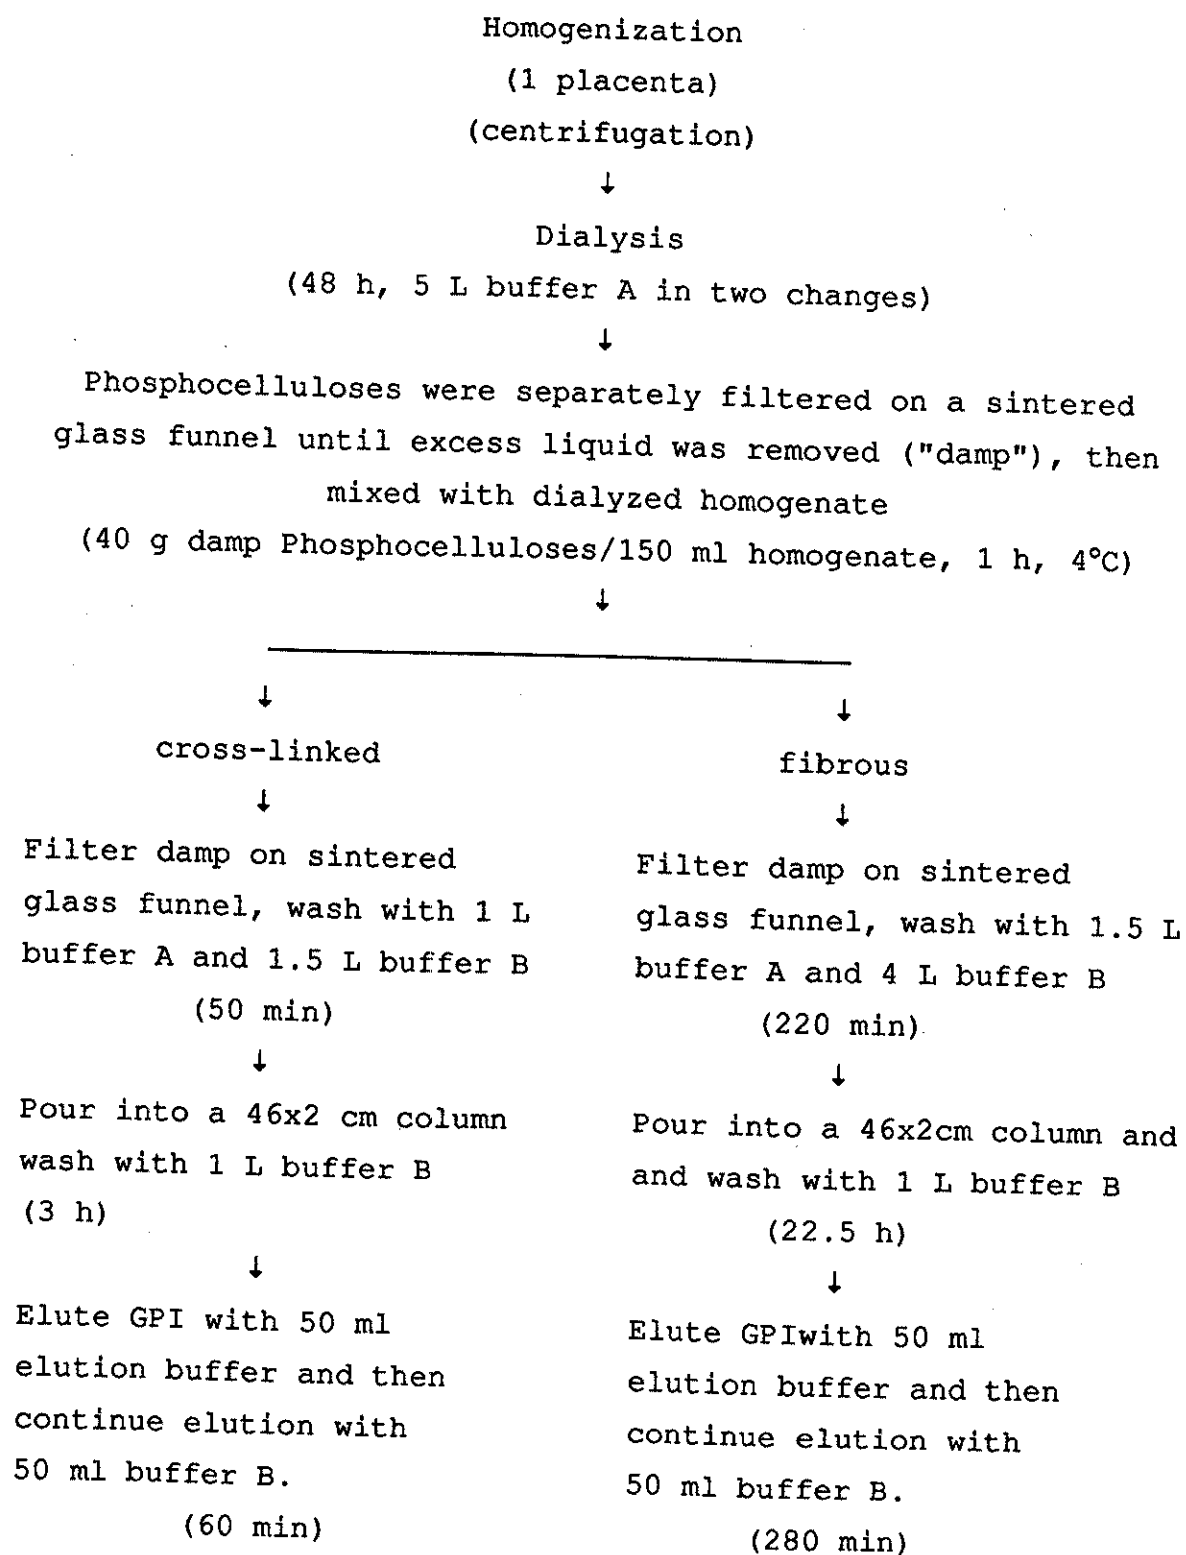 Homogenization
(1 placenta)
(centrifugation)
↓
Dialysis
(48 h, 5 L buffer A in two changes)
↓
Phosphocelluloses were separately filtered on a sintered
glass funnel until excess liquid was removed ("damp"), then
mixed with dialyzed homogenate
(40 g damp Phosphocelluloses/150 ml homogenate, 1 h, 4°C)
↓
↓
cross-linked
↓
Filter damp on sintered
glass funnel, wash with 1 L
buffer A and 1.5 L buffer B
(50 min)
↓
Pour into a 46x2 cm column
wash with 1 L buffer B
(3 h)
↓
Elute GPI with 50 ml
elution buffer and then
continue elution with
50 ml buffer B.
(60 min)
↓
fibrous
↓
Filter damp on sintered
glass funnel, wash with 1.5 L
buffer A and 4 L buffer B
(220 min)
↓
Pour into a 46x2cm column and
and wash with 1 L buffer B
(22.5 h)
↓
Elute GPIwith 50 ml
elution buffer and then
continue elution with
50 ml buffer B.
(280 min)